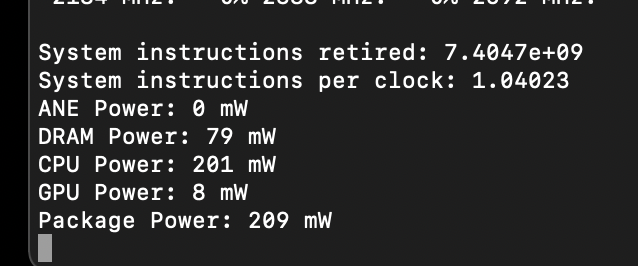 System instructions retired: 7.4047e+09
System instructions per clock: 1.04023
ANE Power: 0 mW
DRAM Power: 79 mW
CPU Power: 201 mW
GPU Power: 8 mW
Package Power: 209 mW